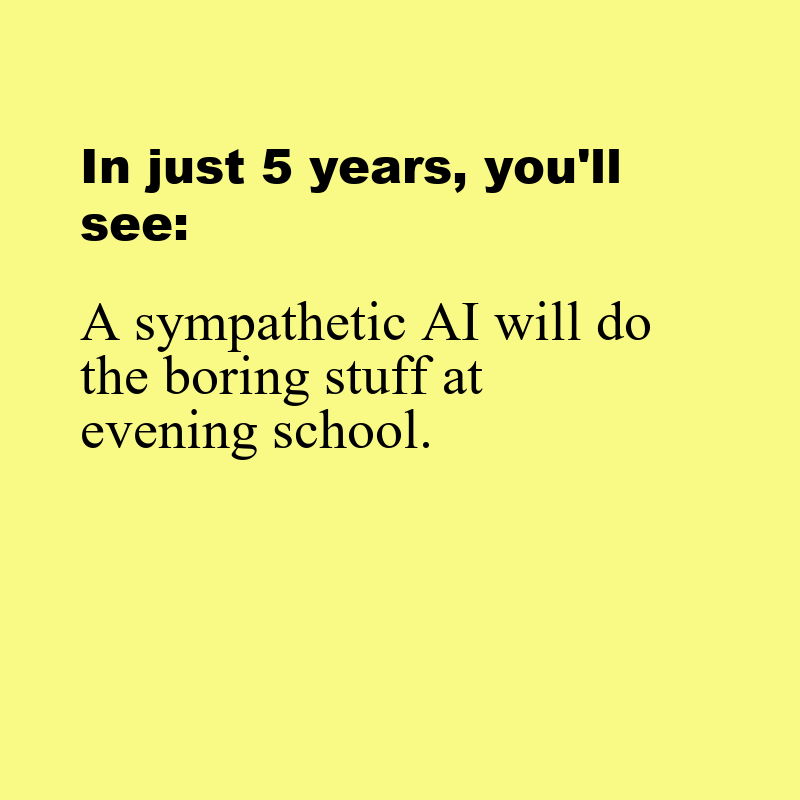 In just 5 years, you'll
see:
A sympathetic AI will do
the boring stuff at
evening school.